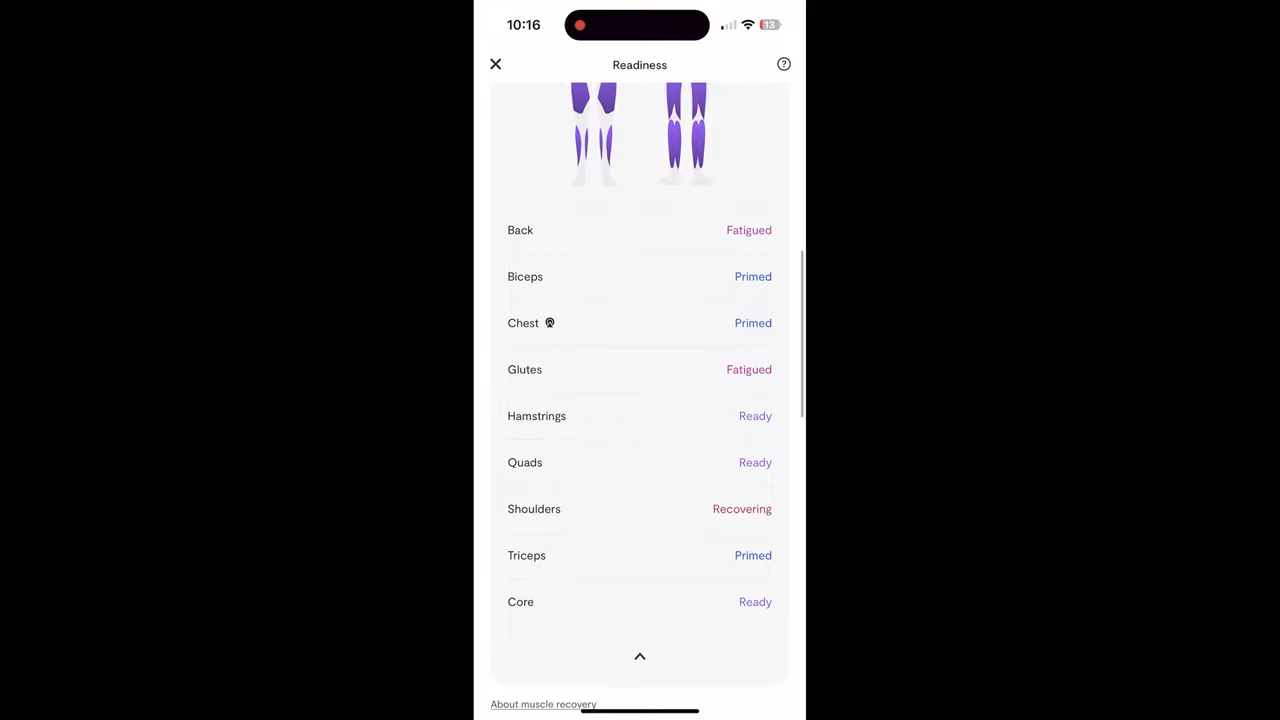 10:16
13
Readiness
Back Fatigued
Biceps Primed
Chest Primed
Glutes Fatigued
Hamstrings Ready
Quads Ready
Shoulders Recovering
Triceps Primed
Core Ready
About muscle recovery